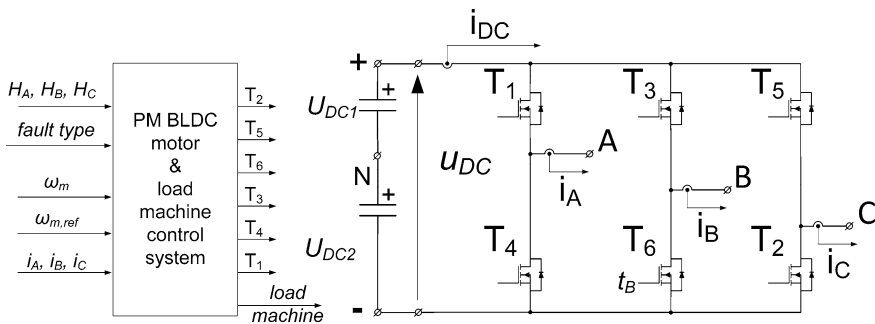 H_A, H_B, H_C
fault type
ω_m
ω_m,ref
i_A, i_B, i_C
PM BLDC
motor
&
load
machine
control
system
T_2
T_5
T_6
T_3
T_4
T_1
load
machine
i_DC
+
+
U_DC1
N
+
U_DC2
-
u_DC
T_1
T_3
T_5
A
i_A
B
i_B
C
i_C
T_4
T_6
T_2
t_B